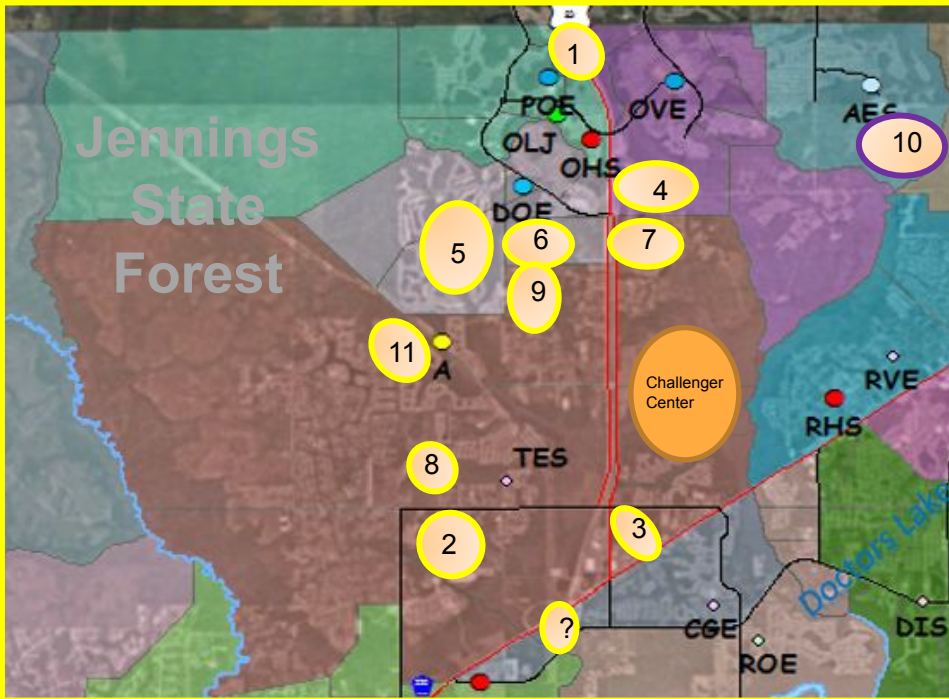 1
POE
OVE
AES
10
OLJ
OHS
Jennings
State
Forest
4
DOE
5
6
7
9
11
A
Challenger
Center
RVE
RHS
8
TES
2
3
Doctors Lake
?
CGE
DIS
ROE